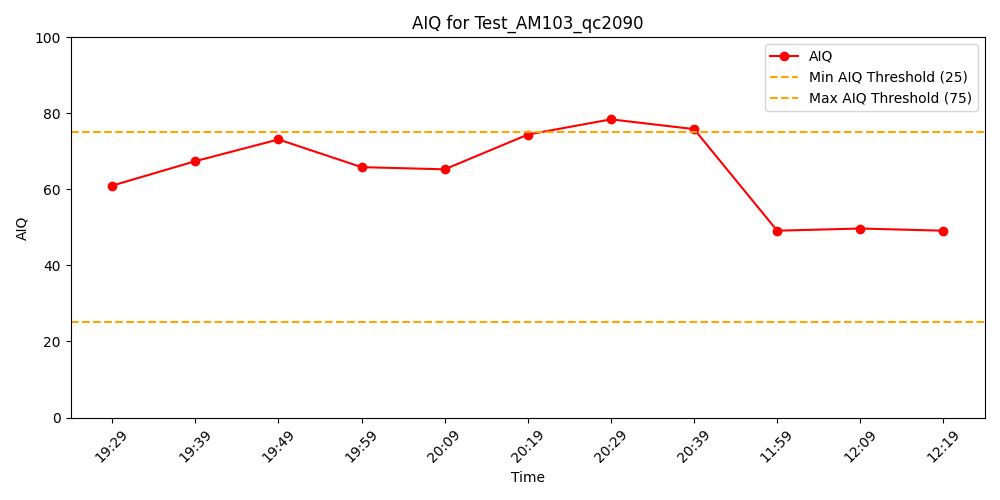 AIQ for Test_AM103_qc2090
100
80
60
40
20
0
AIQ
AIQ
Min AIQ Threshold (25)
Max AIQ Threshold (75)
19:29
19:39
19:49
19:59
20:09
20:19
20:29
20:39
11:59
12:09
12:19
Time